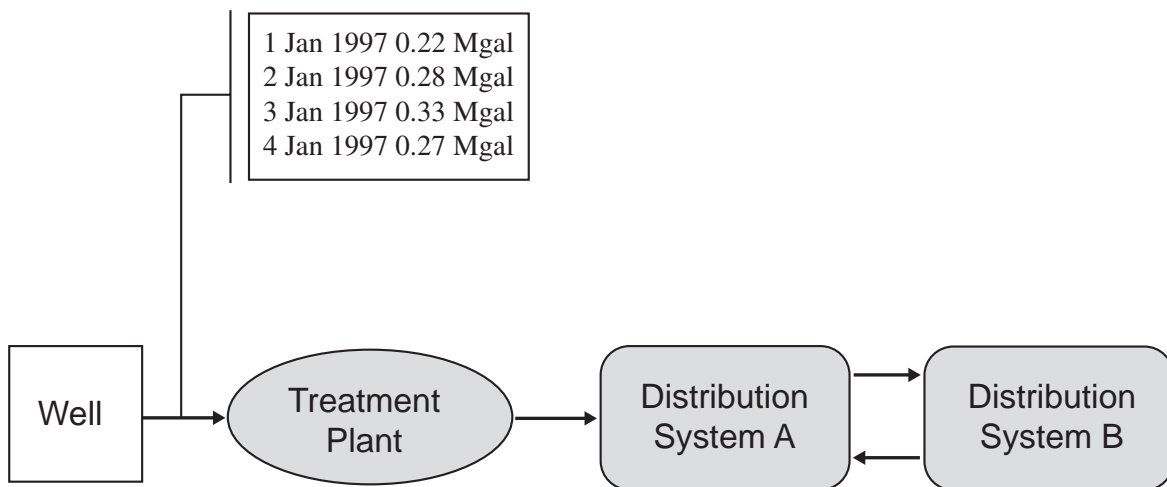 1 Jan 1997 0.22 Mgal
2 Jan 1997 0.28 Mgal
3 Jan 1997 0.33 Mgal
4 Jan 1997 0.27 Mgal
Well
Treatment
Plant
Distribution
System A
Distribution
System B